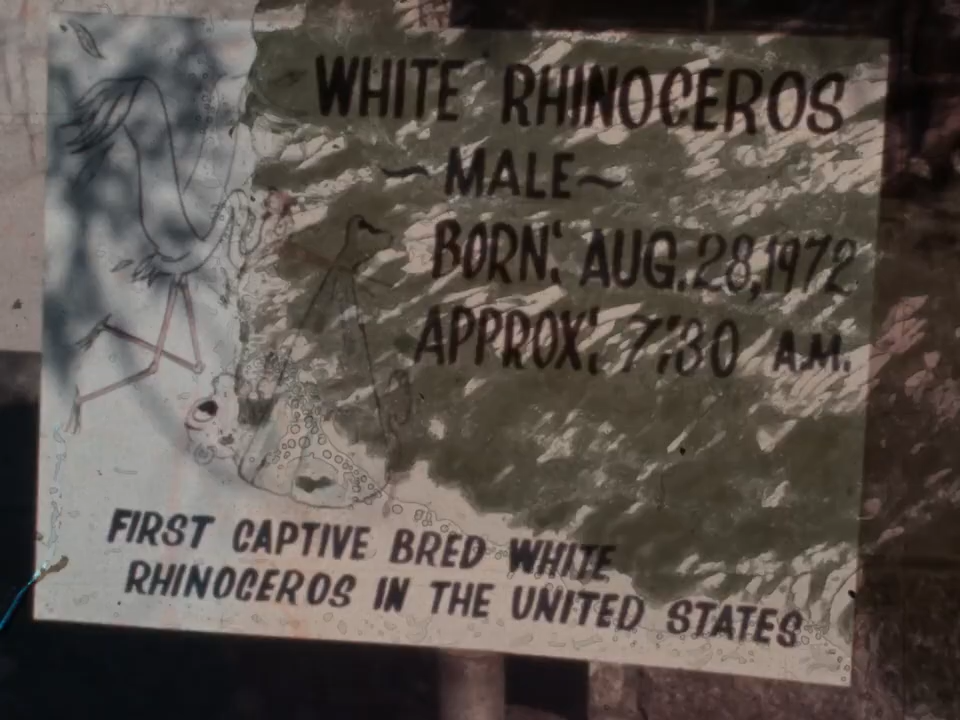 WHITE RHINOCEROS
~MALE~
BORN: AUG. 28, 1972
APPROX: 7:30 A.M.
FIRST CAPTIVE BRED WHITE
RHINOCEROS IN THE UNITED STATES